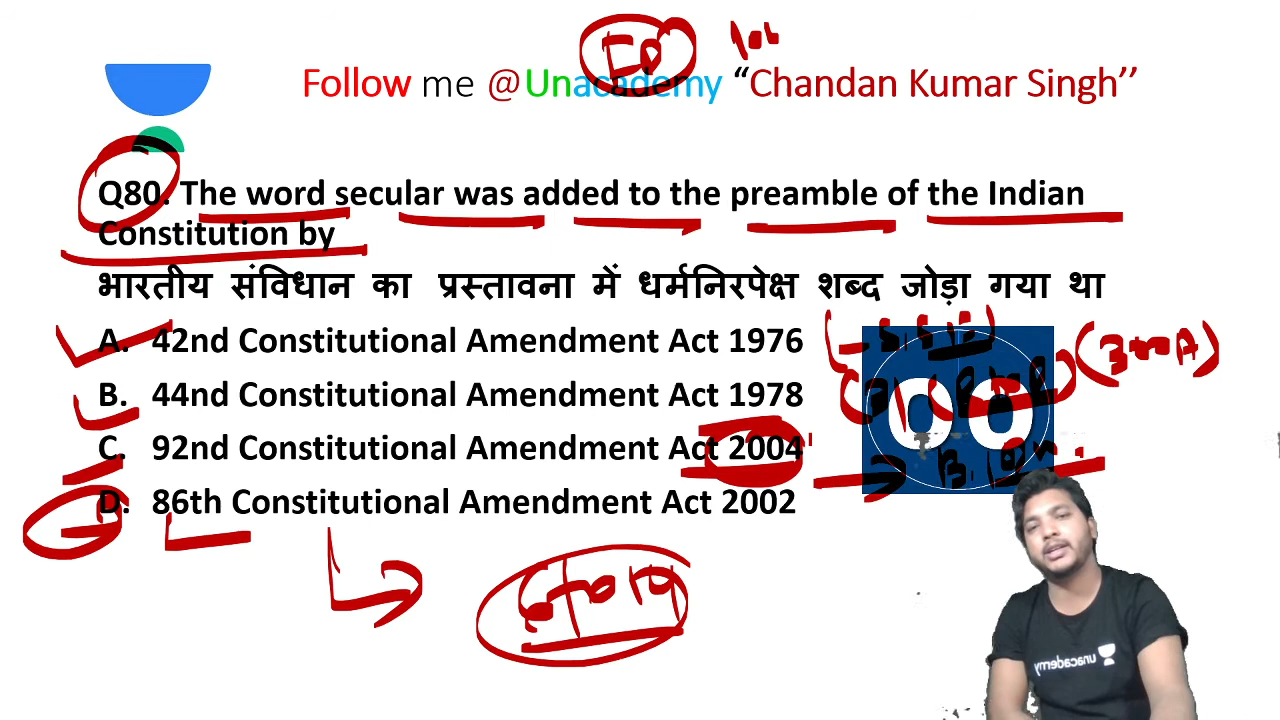 Follow me @Unacademy “Chandan Kumar Singh’’
Q80. The word secular was added to the preamble of the Indian
Constitution by
भारतीय संविधान का प्रस्तावना में धर्मनिरपेक्ष शब्द जोड़ा गया था
A. 42nd Constitutional Amendment Act 1976
B. 44nd Constitutional Amendment Act 1978
C. 92nd Constitutional Amendment Act 2004
D. 86th Constitutional Amendment Act 2002
unacademy